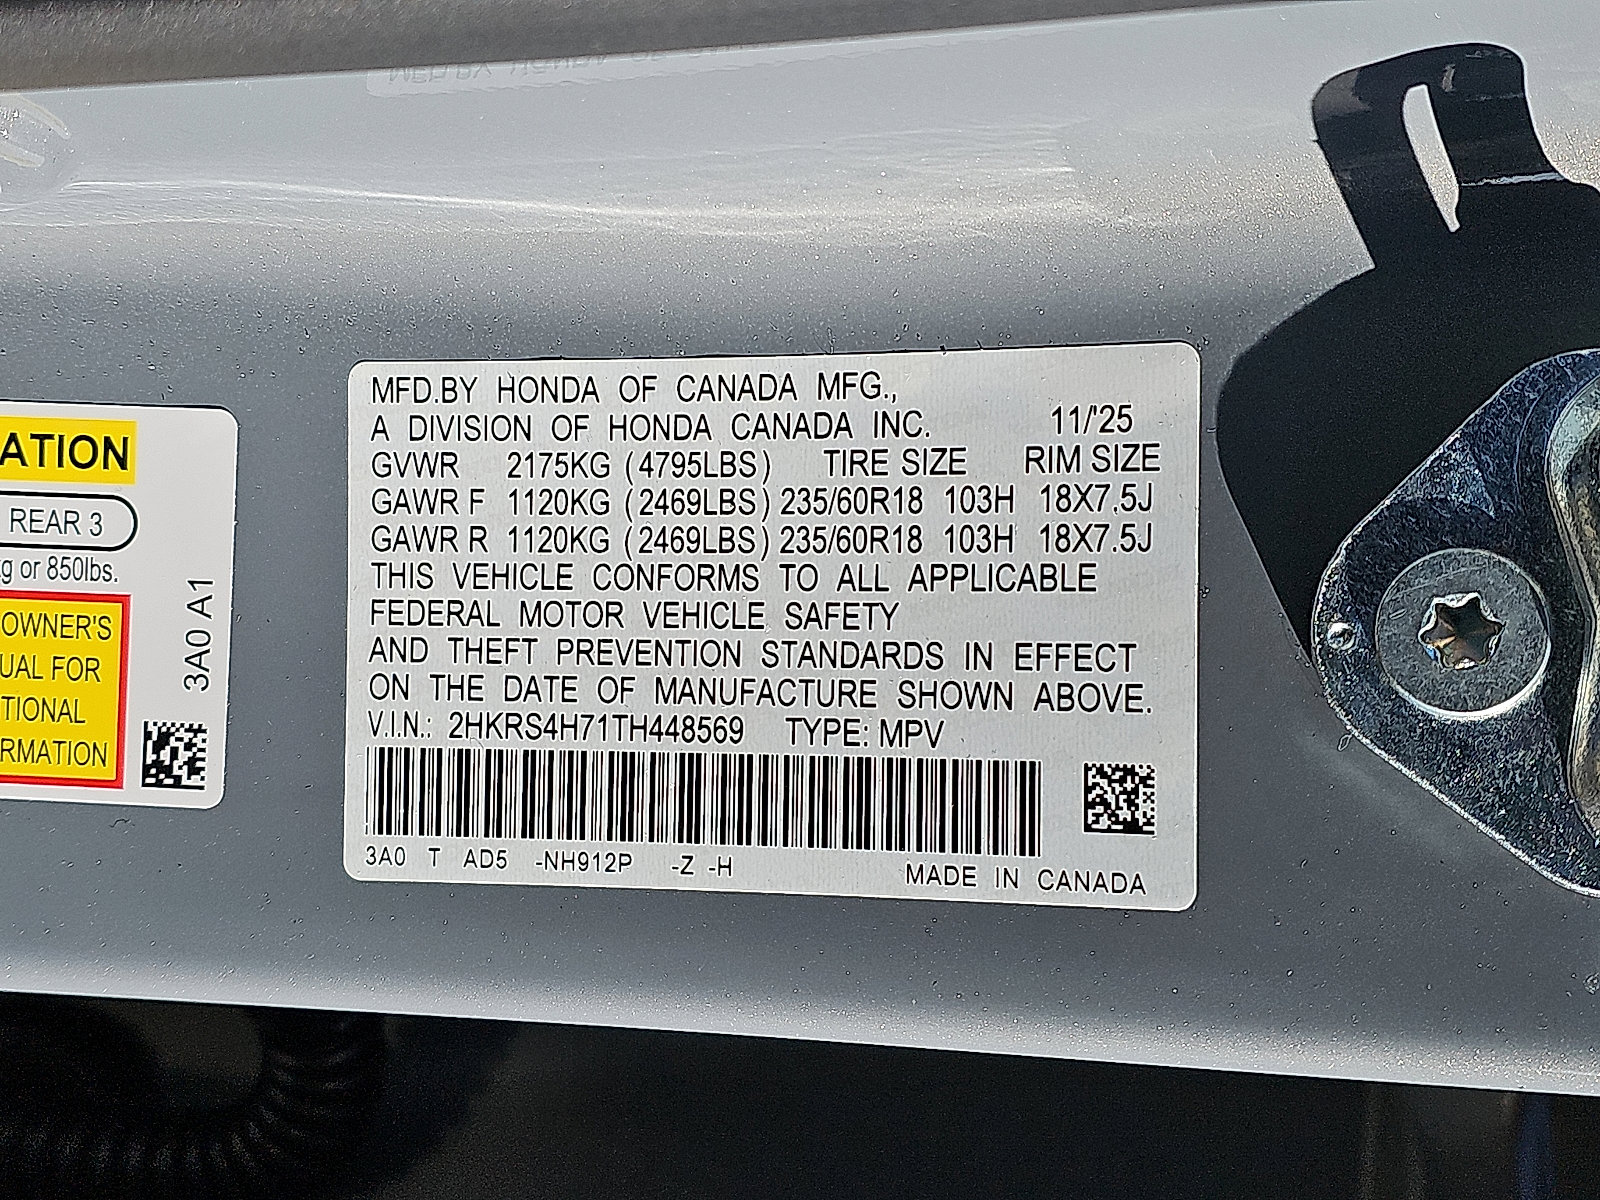 ATION
REAR 3
g or 850lbs.
OWNER'S
UAL FOR
TIONAL
RMATION
3A0 A1
MFD.BY HONDA OF CANADA MFG.,
A DIVISION OF HONDA CANADA INC. 11/'25
GVWR 2175KG (4795LBS) TIRE SIZE RIM SIZE
GAWR F 1120KG (2469LBS) 235/60R18 103H 18X7.5J
GAWR R 1120KG (2469LBS) 235/60R18 103H 18X7.5J
THIS VEHICLE CONFORMS TO ALL APPLICABLE
FEDERAL MOTOR VEHICLE SAFETY
AND THEFT PREVENTION STANDARDS IN EFFECT
ON THE DATE OF MANUFACTURE SHOWN ABOVE.
V.I.N.: 2HKRS4H71TH448569 TYPE: MPV
3A0 T AD5 -NH912P -Z -H MADE IN CANADA